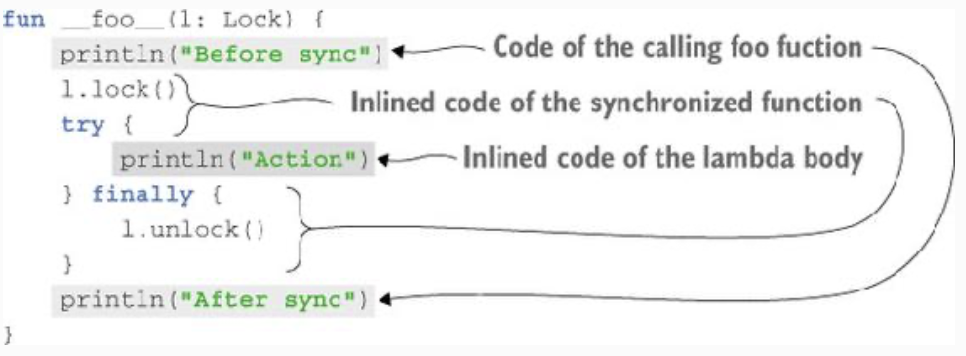 fun __foo__(l: Lock) {
println("Before sync") Code of the calling foo fuction
l.lock() Inlined code of the synchronized function
try {
println("Action") Inlined code of the lambda body
} finally {
l.unlock()
}
println("After sync")
}